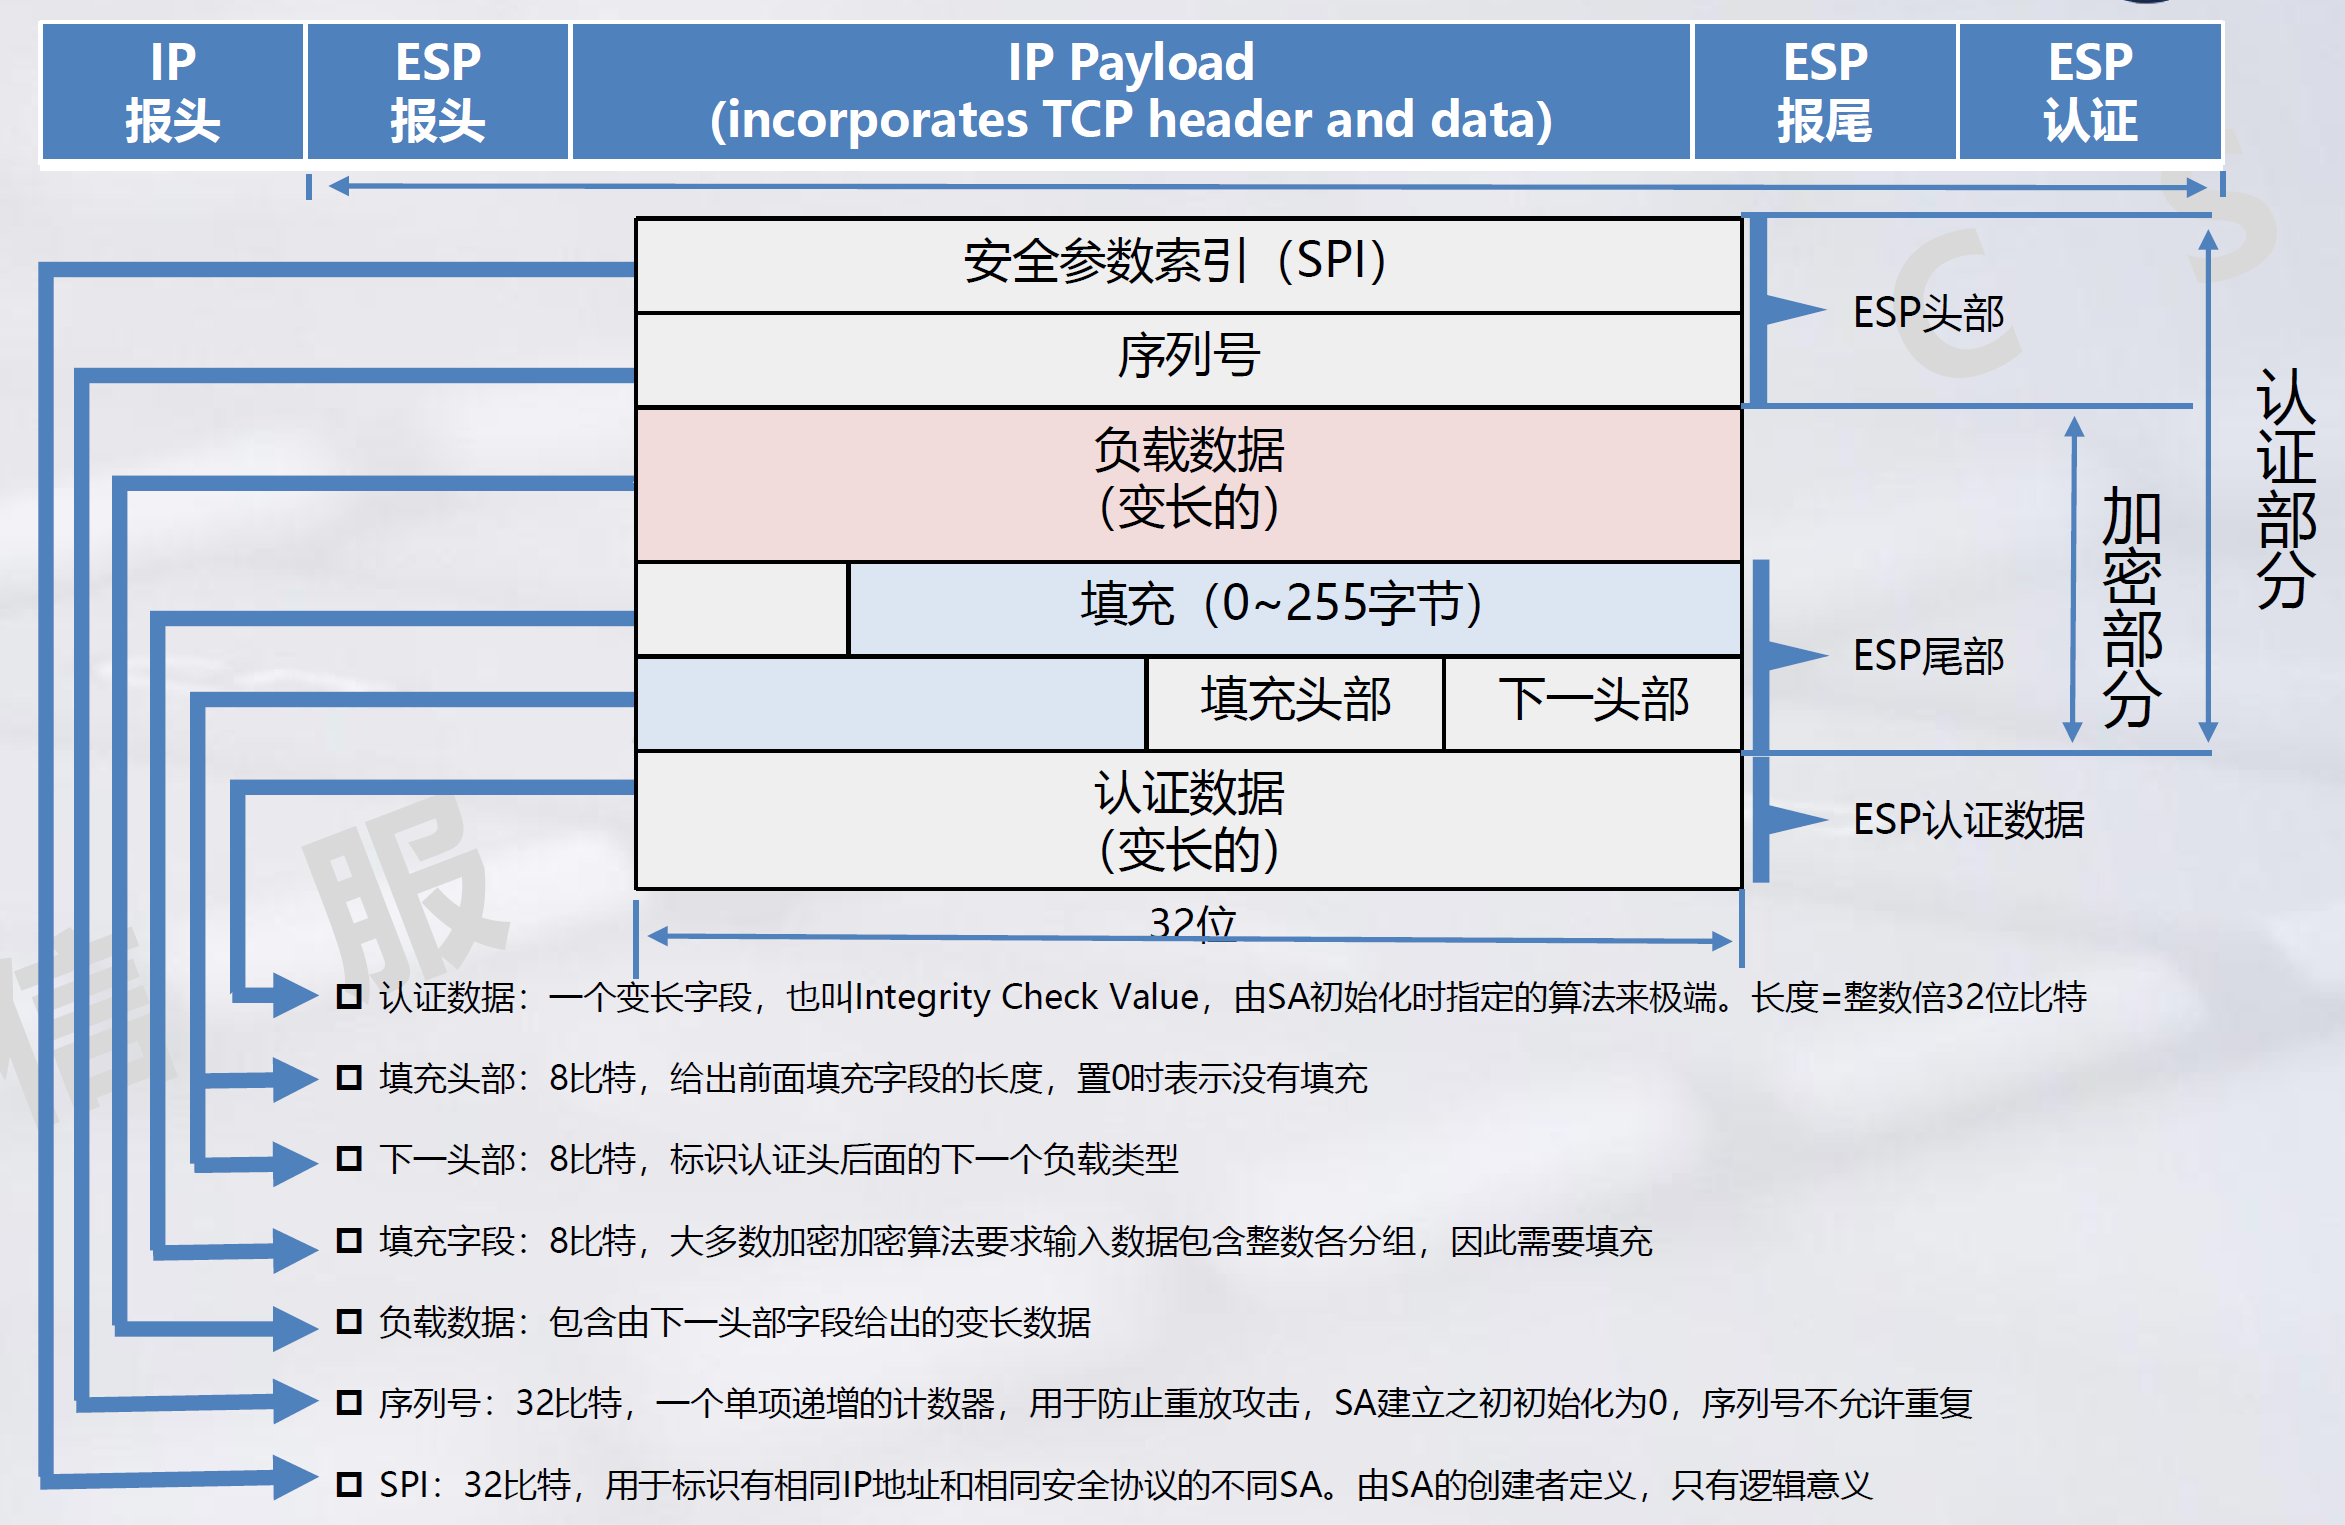 IP
报头
ESP
报头
IP Payload
(incorporates TCP header and data)
ESP
报尾
ESP
认证
安全参数索引（SPI）
序列号
负载数据
（变长的）
填充（0~255字节）
填充头部
下一头部
认证数据
（变长的）
32位
ESP头部
ESP尾部
ESP认证数据
加密部分
认证部分
认证数据：一个变长字段，也叫Integrity Check Value，由SA初始化时指定的算法来极端。长度=整数倍32位比特
填充头部：8比特，给出前面填充字段的长度，置0时表示没有填充
下一头部：8比特，标识认证头后面的下一个负载类型
填充字段：8比特，大多数加密加密算法要求输入数据包含整数各分组，因此需要填充
负载数据：包含由下一头部字段给出的变长数据
序列号：32比特，一个单项递增的计数器，用于防止重放攻击，SA建立之初初始化为0，序列号不允许重复
SPI：32比特，用于标识有相同IP地址和相同安全协议的不同SA。由SA的创建者定义，只有逻辑意义
信服
C S